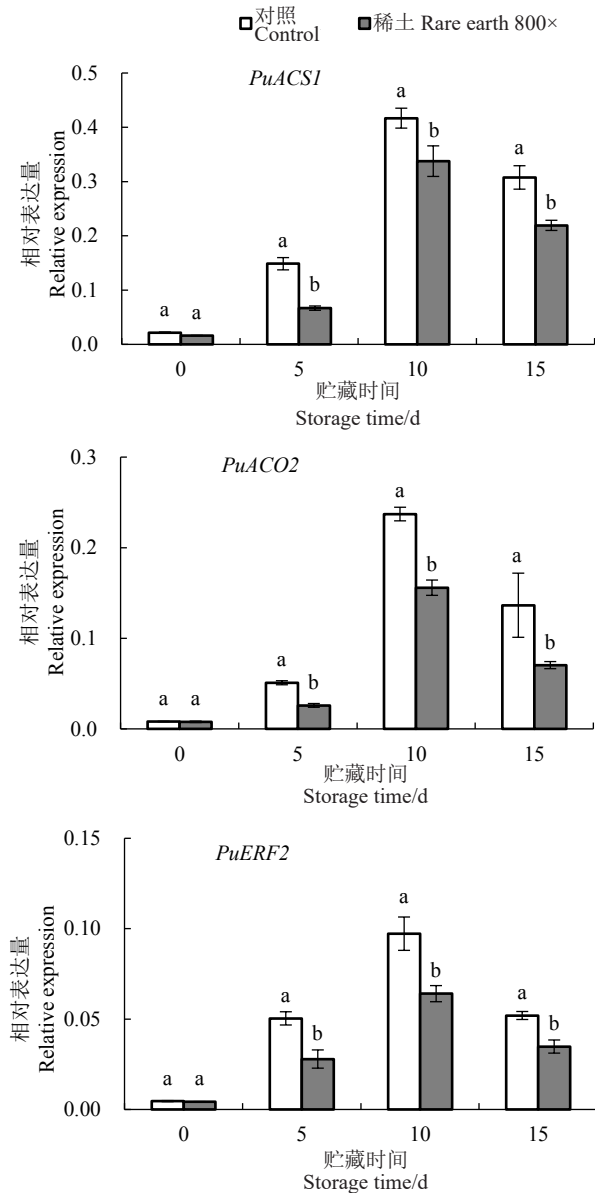 对照
Control
稀土 Rare earth 800×
PuACS1
相对表达量
Relative expression
0.5
0.4
0.3
0.2
0.1
0.0
a
a
a
b
a
b
a
b
0
5
10
15
贮藏时间
Storage time/d
PuACO2
相对表达量
Relative expression
0.3
0.2
0.1
0.0
a
a
a
b
a
b
a
b
0
5
10
15
贮藏时间
Storage time/d
PuERF2
相对表达量
Relative expression
0.15
0.10
0.05
0.00
a
a
a
b
a
b
a
b
0
5
10
15
贮藏时间
Storage time/d